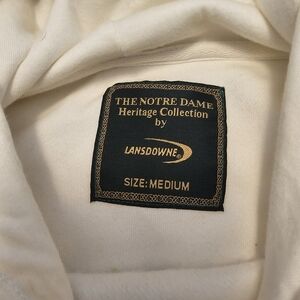 THE NOTRE DAME
Heritage Collection
by
LANSDOWNE®
SIZE: MEDIUM